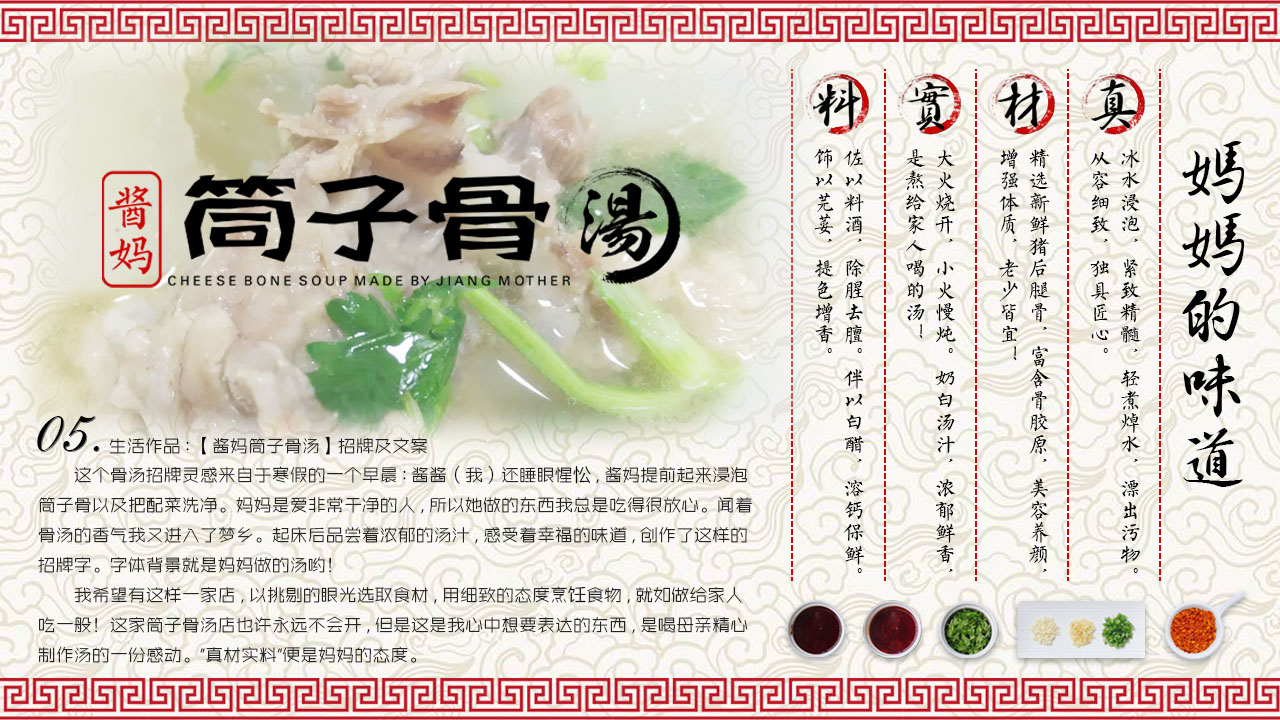 酱妈
筒子骨湯
CHEESE BONE SOUP MADE BY JIANG MOTHER
05.生活作品:【酱妈筒子骨汤】招牌及文案
这个骨汤招牌灵感来自于寒假的一个早晨:酱酱(我)还睡眼惺忪,酱妈提前起来浸泡
筒子骨以及把配菜洗净。妈妈是爱非常干净的人,所以她做的东西我总是吃得很放心。闻着
骨汤的香气我又进入了梦乡。起床后品尝着浓郁的汤汁,感受着幸福的味道,创作了这样的
招牌字。字体背景就是妈妈做的汤哟!
我希望有这样一家店,以挑剔的眼光选取食材,用细致的态度烹饪食物,就如做给家人
吃一般!这家筒子骨汤店也许永远不会开,但是这是我心中想要表达的东西,是喝母亲精心
制作汤的一份感动。"真材实料"便是妈妈的态度。
媽媽的味道
真
冰水浸泡,紧致精髓,轻煮焯水,漂出污物。
从容细致,独具匠心。
材
精选新鲜猪后腿骨,富含骨胶原,美容养颜,
增强体质,老少皆宜!
實
大火烧开,小火慢炖。奶白汤汁,浓郁鲜香,
是熬给家人喝的汤!
料
佐以料酒,除腥去膻。伴以白醋,溶钙保鲜。
饰以芫荽,提色增香。